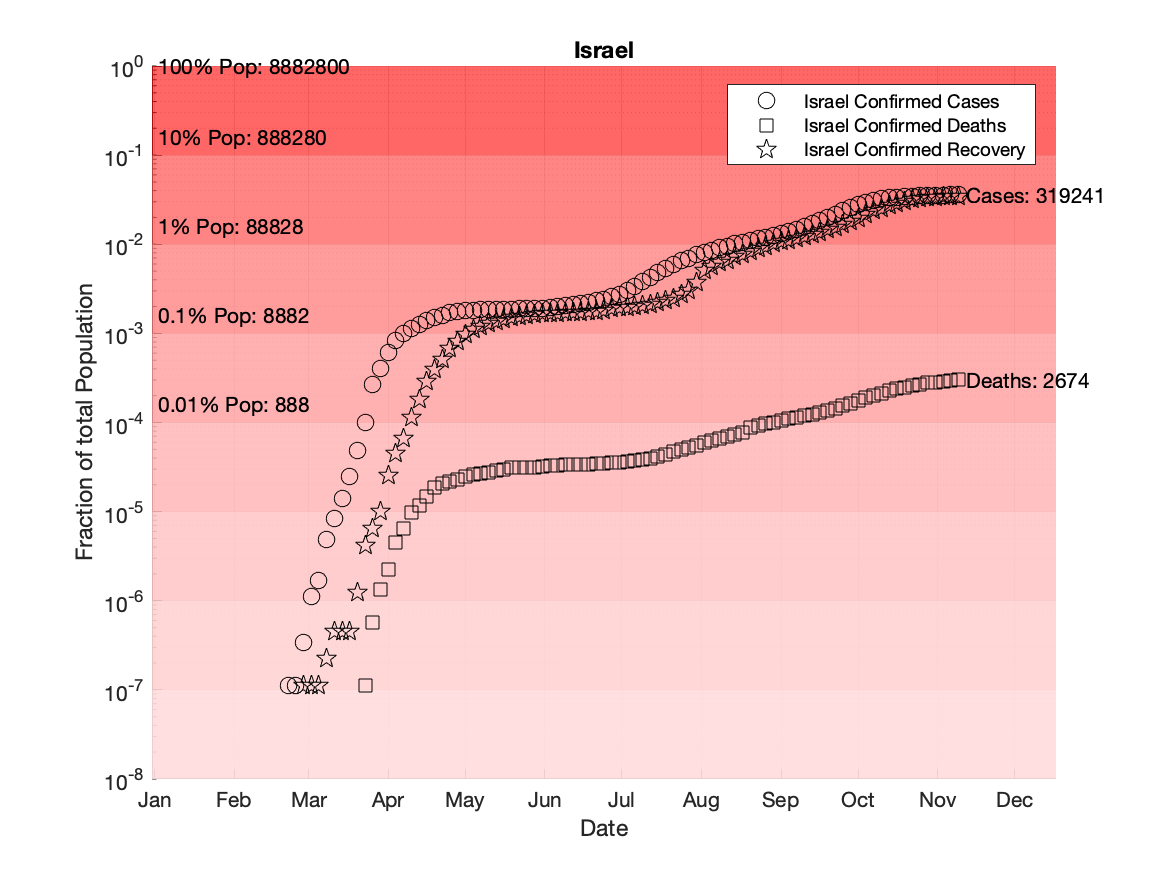 Israel
10^0
100% Pop: 8882800
Israel Confirmed Cases
Israel Confirmed Deaths
Israel Confirmed Recovery
10% Pop: 888280
10^-1
Cases: 319241
1% Pop: 88828
10^-2
0.1% Pop: 8882
10^-3
Deaths: 2674
0.01% Pop: 888
10^-4
10^-5
10^-6
10^-7
10^-8
Fraction of total Population
Jan Feb Mar Apr May Jun Jul Aug Sep Oct Nov Dec
Date